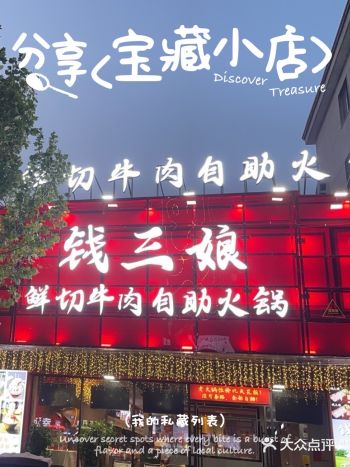 分享<宝藏小店>
Discover
Treasure
切牛肉自助火
钱三娘
鲜切牛肉自助火锅
(我的私藏列表)
Uncover secret spots where every bite is a burst of
flavor and a piece of local culture.
大众点评